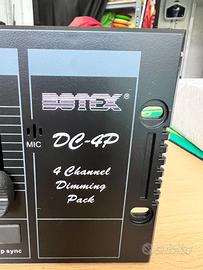 BOTEX®
MIC
DC-4P
4 Channel
Dimming
Pack
p sync